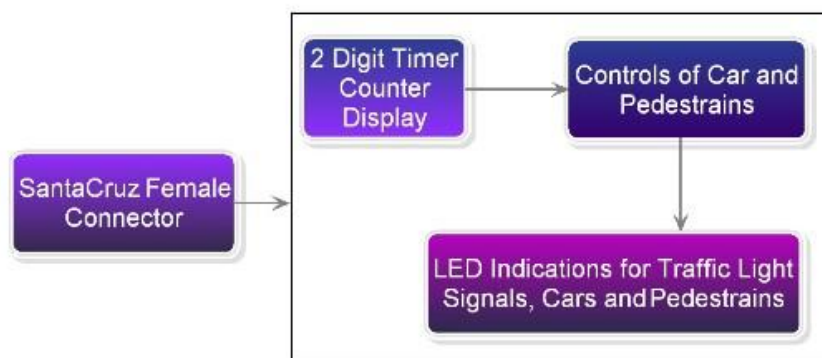 2 Digit Timer
Counter
Display
Controls of Car and
Pedestrains
SantaCruz Female
Connector
LED Indications for Traffic Light
Signals, Cars and Pedestrains